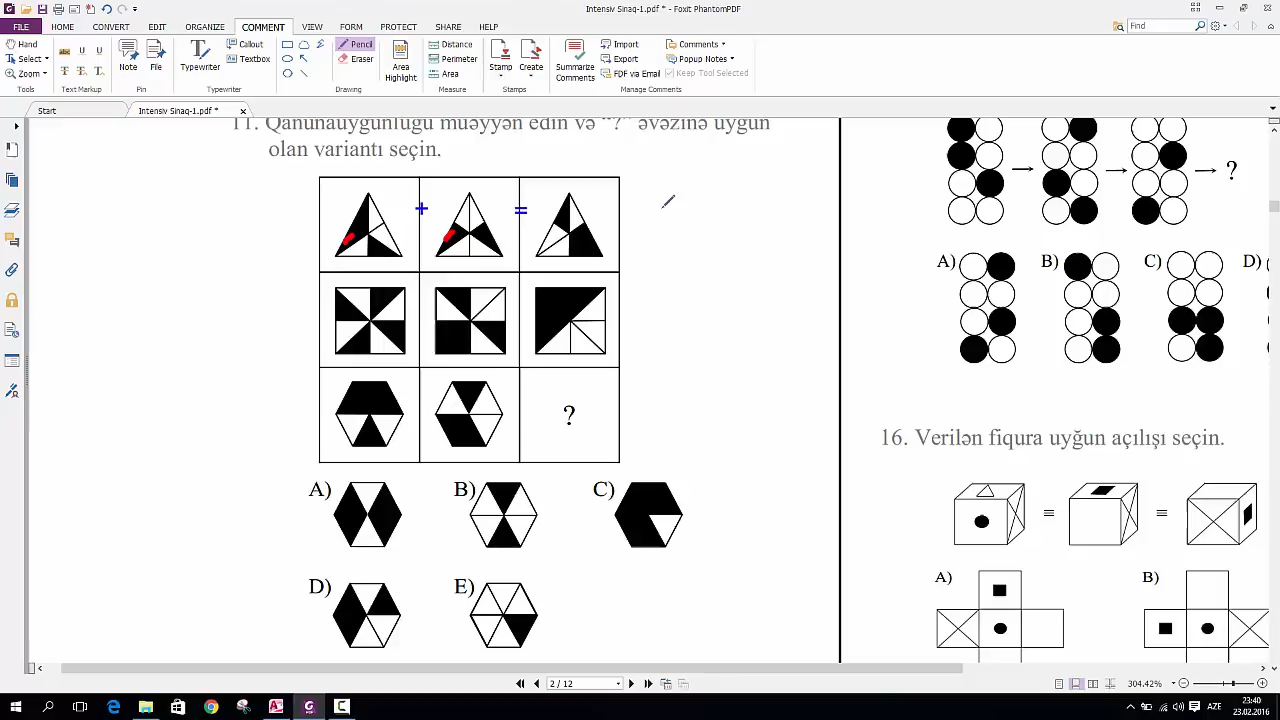 Intensiv Sinaq-1.pdf * - Foxit PhantomPDF
FILE HOME CONVERT EDIT ORGANIZE COMMENT VIEW FORM PROTECT SHARE HELP
Find
Hand
Select
Zoom
Tools
Text Markup
Note
File
Pin
Typewriter
Callout
Textbox
Typewriter
Pencil
Eraser
Area Highlight
Drawing
Distance
Perimeter
Area
Measure
Stamp
Create
Stamps
Summarize Comments
Import
Export
FDF via Email
Comments
Popup Notes
Keep Tool Selected
Manage Comments
Start
Intensiv Sinaq-1.pdf *
11. Qanunauyğunluğu müəyyən edin və "?" əvəzinə uyğun
olan variantı seçin.
+ =
?
A) B) C)
D) E)
?
A) B) C) D)
16. Verilən fiqura uyğun açılışı seçin.
= =
A) B)
2 / 12
304.42%
AZE
23:40
23.02.2016